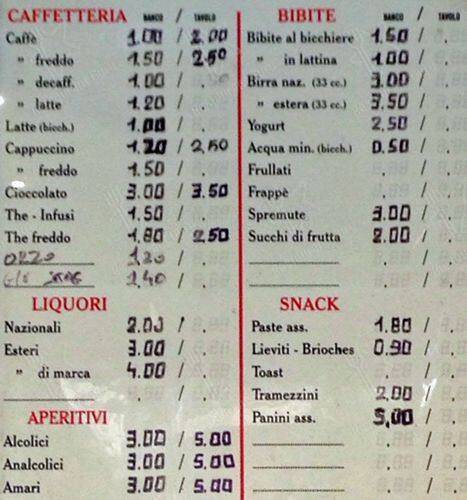 CAFFETTERIA BANCO / TAVOLO
Caffè 1.00 / 2.00
" freddo 1.50 / 2.50
" decaff. 1.00 /
" latte 1.20 /
Latte (bicch.) 1.00 /
Cappuccino 1.20 / 2.50
" freddo 1.50 /
Cioccolato 3.00 / 3.50
The - Infusi 1.50 /
The freddo 1.80 / 2.50
ORZO 1.20 /
1.40 /
LIQUORI
Nazionali 2.00 /
Esteri 3.00 /
" di marca 4.00 /
/
APERITIVI
Alcolici 3.00 / 5.00
Analcolici 3.00 / 5.00
Amari 3.00 / 5.00
BIBITE BANCO / TAVOLO
Bibite al bicchiere 1.50 /
" in lattina 1.00 /
Birra naz. (33 cc.) 3.00 /
" estera (33 cc.) 3.50 /
Yogurt 2.50 /
Acqua min. (bicch.) 0.50 /
Frullati /
Frappè /
Spremute 3.00 /
Succhi di frutta 2.00 /
/
/
SNACK
Paste ass. 1.80 /
Lieviti - Brioches 0.90 /
Toast /
Tramezzini 2.00 /
Panini ass. 5,00 /
/
/
/